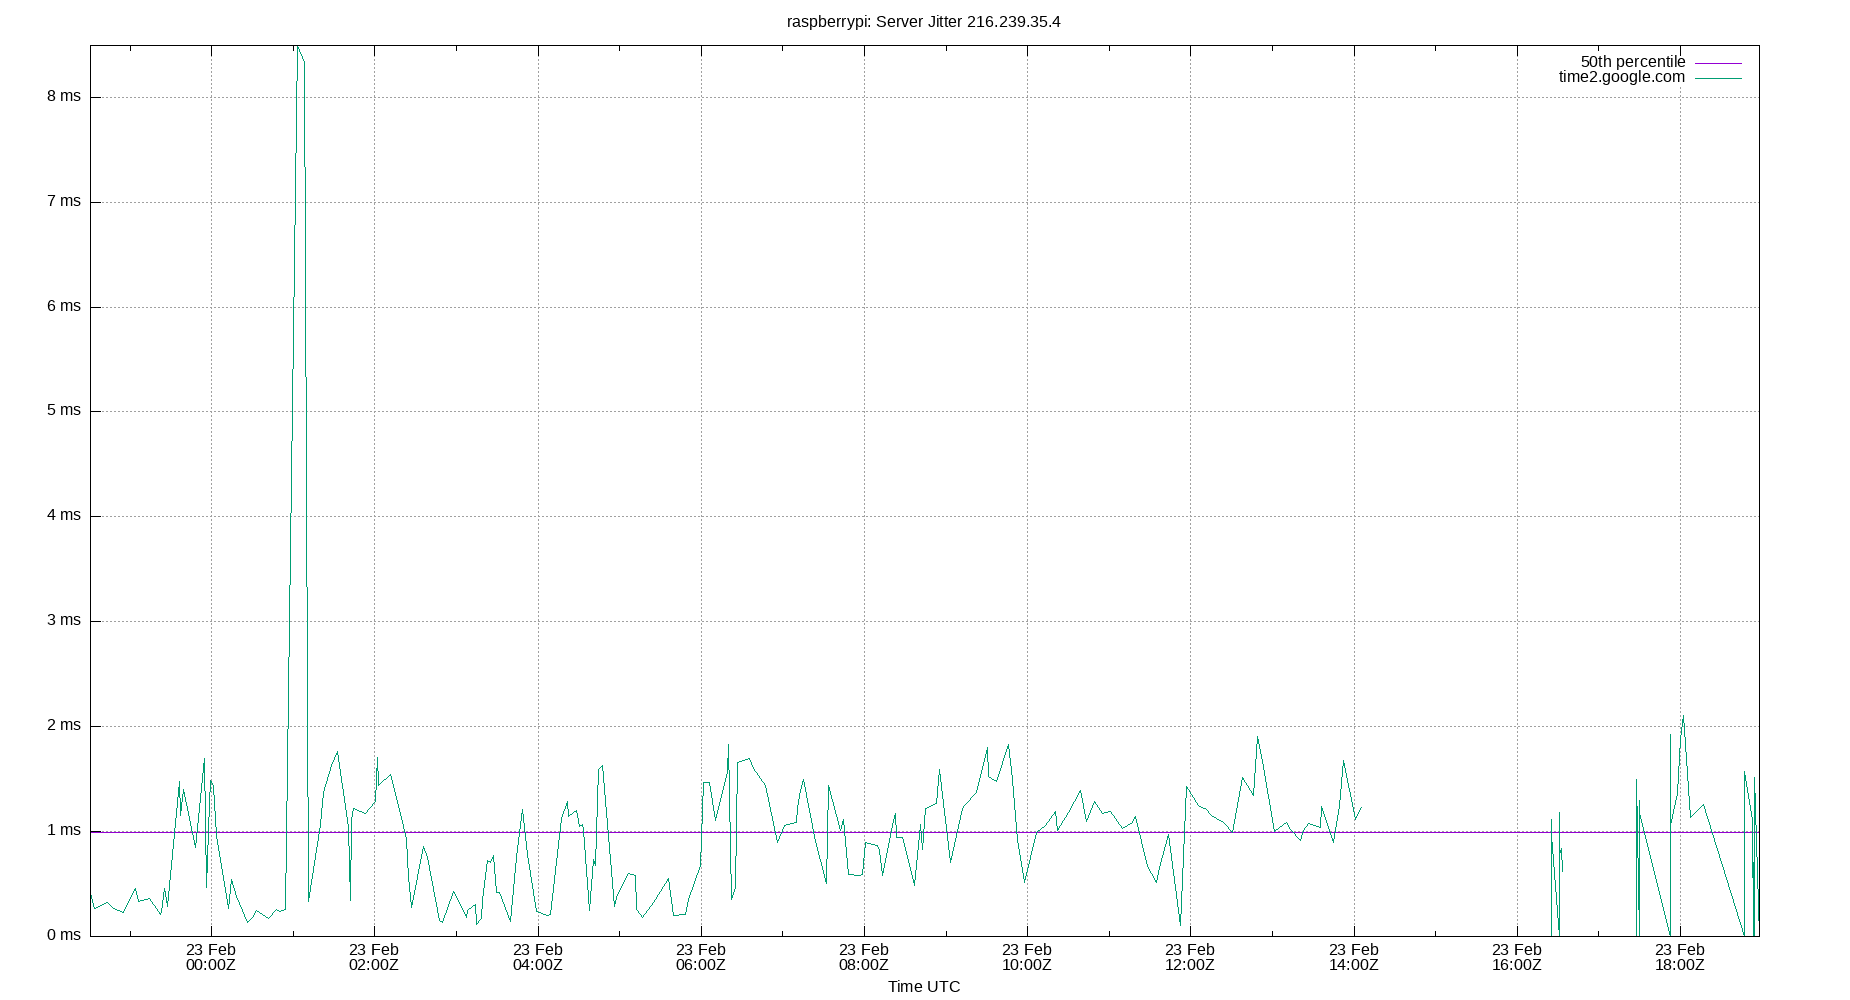 raspberrypi: Server Jitter 216.239.35.4
50th percentile
time2.google.com
8 ms
7 ms
6 ms
5 ms
4 ms
3 ms
2 ms
1 ms
0 ms
23 Feb 23 Feb 23 Feb 23 Feb 23 Feb 23 Feb 23 Feb 23 Feb 23 Feb 23 Feb
00:00Z 02:00Z 04:00Z 06:00Z 08:00Z 10:00Z 12:00Z 14:00Z 16:00Z 18:00Z
Time UTC